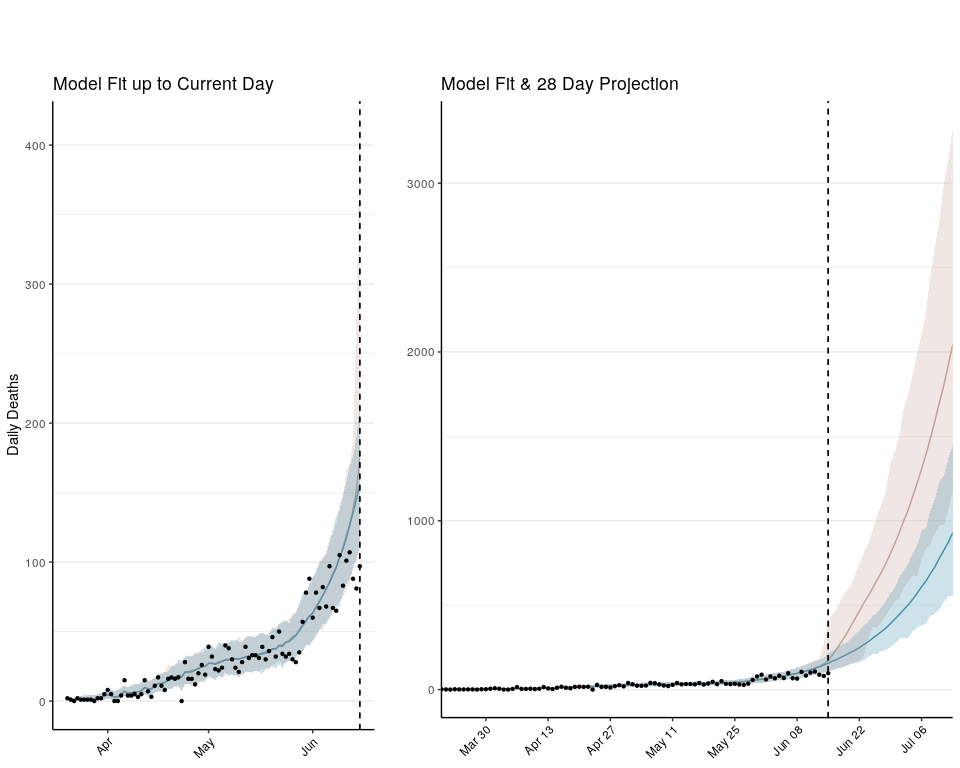 Model Fit up to Current Day
Daily Deaths
400
300
200
100
0
Apr
May
Jun
Model Fit & 28 Day Projection
3000
2000
1000
0
Mar 30
Apr 13
Apr 27
May 11
May 25
Jun 08
Jun 22
Jul 06